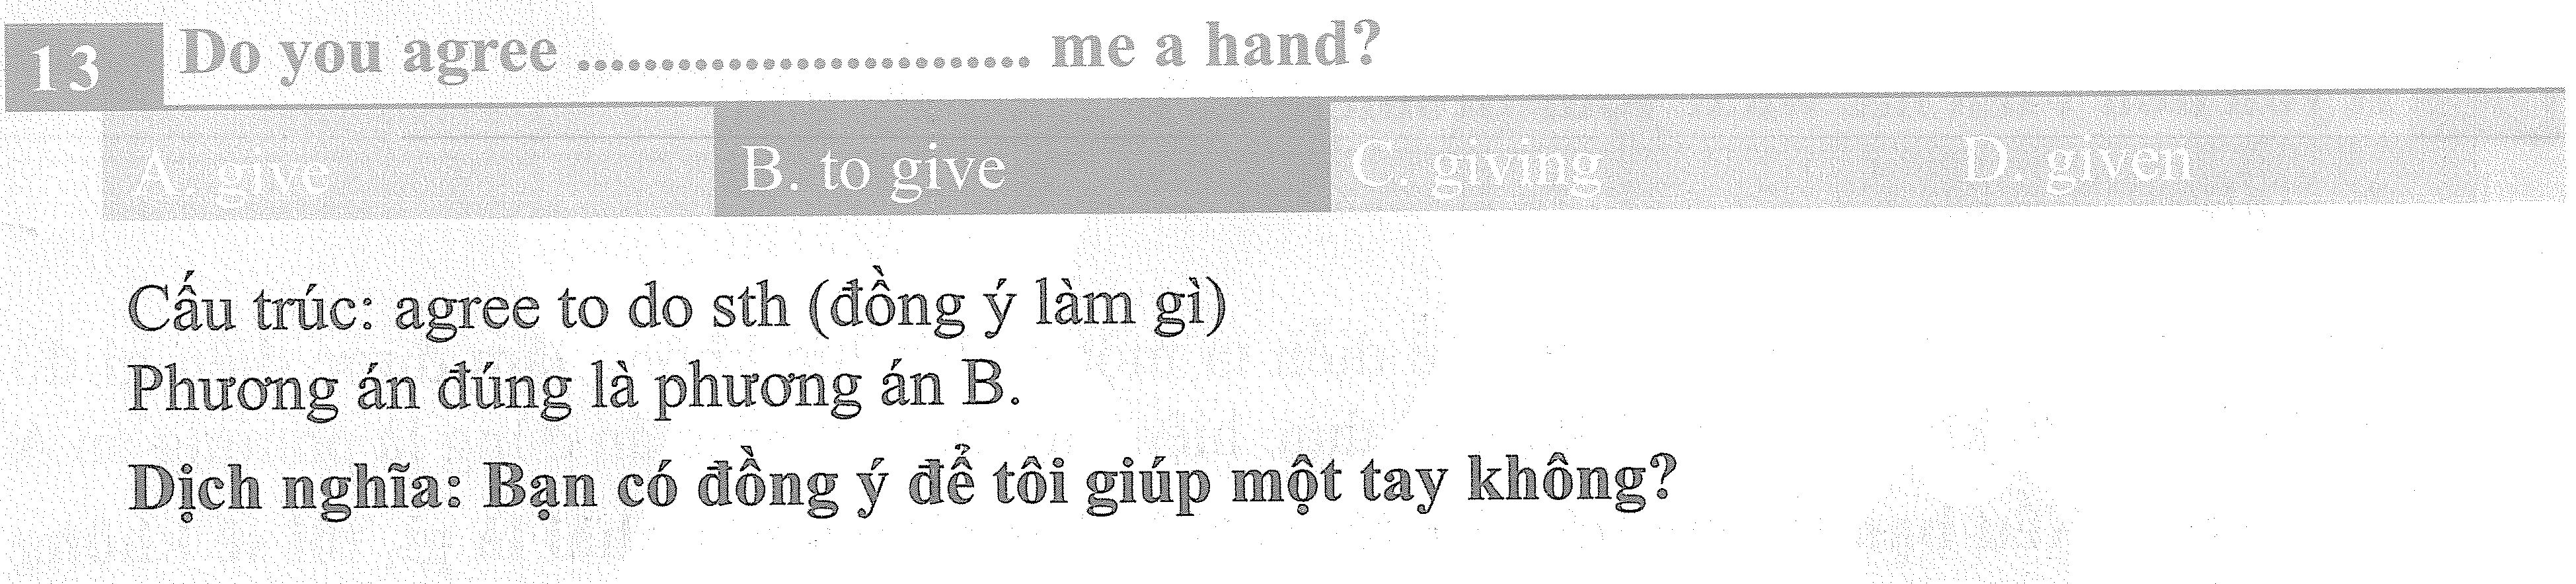 13 Do you agree ........................... me a hand?
A. give B. to give C. giving D. given
Cấu trúc: agree to do sth (đồng ý làm gì)
Phương án đúng là phương án B.
Dịch nghĩa: Bạn có đồng ý để tôi giúp một tay không?